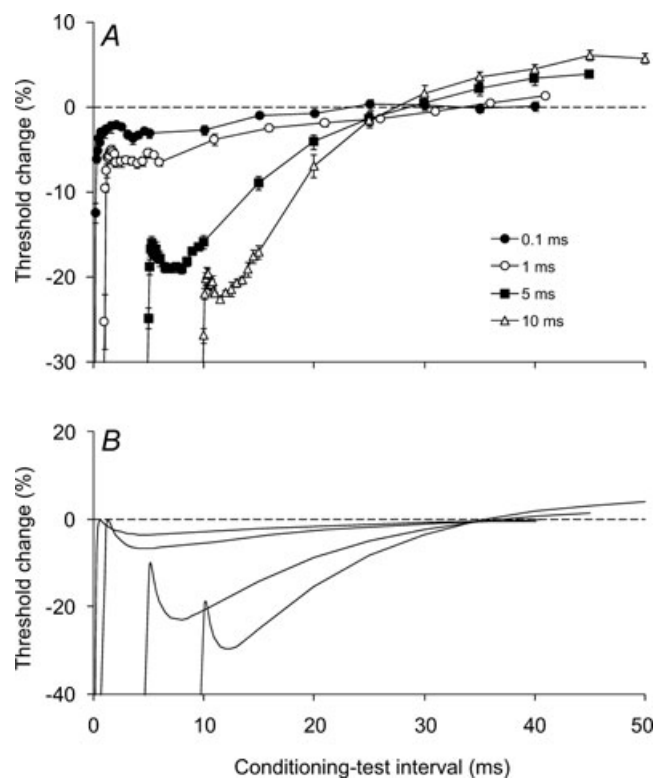 A
Threshold change (%)
10
0
-10
-20
-30
0.1 ms
1 ms
5 ms
10 ms
B
Threshold change (%)
20
0
-20
-40
0 10 20 30 40 50
Conditioning-test interval (ms)